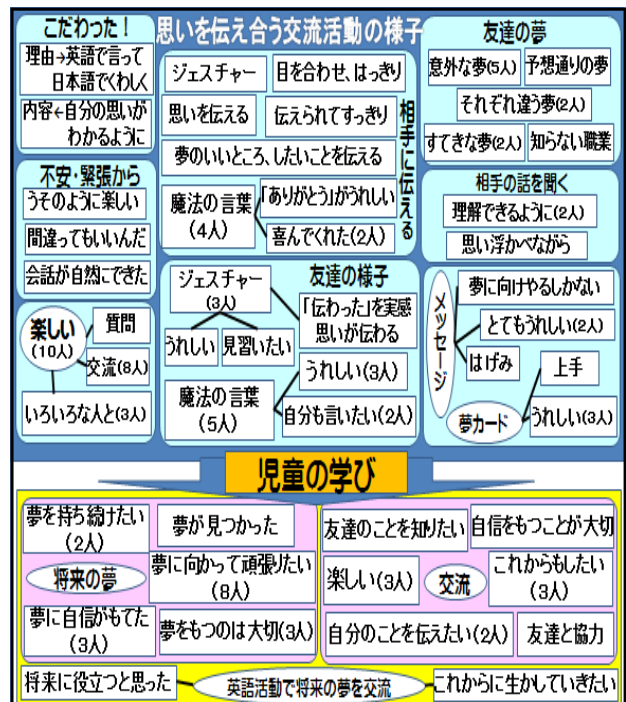 思いを伝え合う交流活動の様子
こだわった！
理由→英語で言って
日本語でくわしく
内容←自分の思いが
わかるように
不安・緊張から
うそのように楽しい
間違ってもいいんだ
会話が自然にできた
楽しい
(10人)
質問
交流(8人)
いろいろな人と(3人)
ジェスチャー
目を合わせ、はっきり
思いを伝える
伝えられてすっきり
夢のいいところ、したいことを伝える
魔法の言葉
(4人)
「ありがとう」がうれしい
喜んでくれた(2人)
相手に伝える
友達の様子
ジェスチャー
(3人)
うれしい
見習いたい
「伝わった」を実感
思いが伝わる
魔法の言葉
(5人)
うれしい(3人)
自分も言いたい(2人)
友達の夢
意外な夢(5人)
予想通りの夢
それぞれ違う夢(2人)
すてきな夢(2人)
知らない職業
相手の話を聞く
理解できるように(2人)
思い浮かべながら
メッセージ
夢に向けやるしかない
とてもうれしい(2人)
はげみ
夢カード
上手
うれしい(3人)
児童の学び
夢を持ち続けたい
(2人)
夢が見つかった
将来の夢
夢に向かって頑張りたい
(8人)
夢に自信がもてた
(3人)
夢をもつのは大切(3人)
友達のことを知りたい
自信をもつことが大切
楽しい(3人)
交流
これからもしたい
(3人)
自分のことを伝えたい(2人)
友達と協力
将来に役立つと思った
英語活動で将来の夢を交流
これからに生かしていきたい